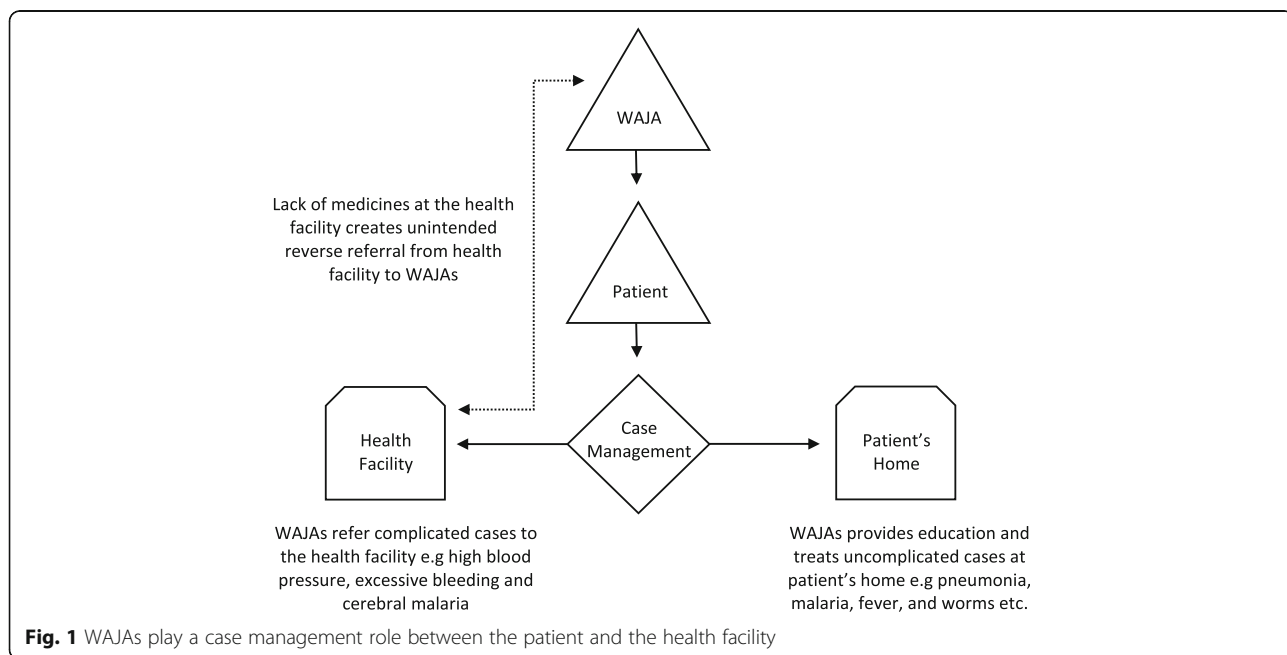 WAJA
Lack of medicines at the health
facility creates unintended
reverse referral from health
facility to WAJAs
Patient
Case
Management
Health
Facility
Patient’s
Home
WAJAs refer complicated cases to
the health facility e.g high blood
pressure, excessive bleeding and
cerebral malaria
WAJAs provides education and
treats uncomplicated cases at
patient’s home e.g pneumonia,
malaria, fever, and worms etc.
Fig. 1 WAJAs play a case management role between the patient and the health facility